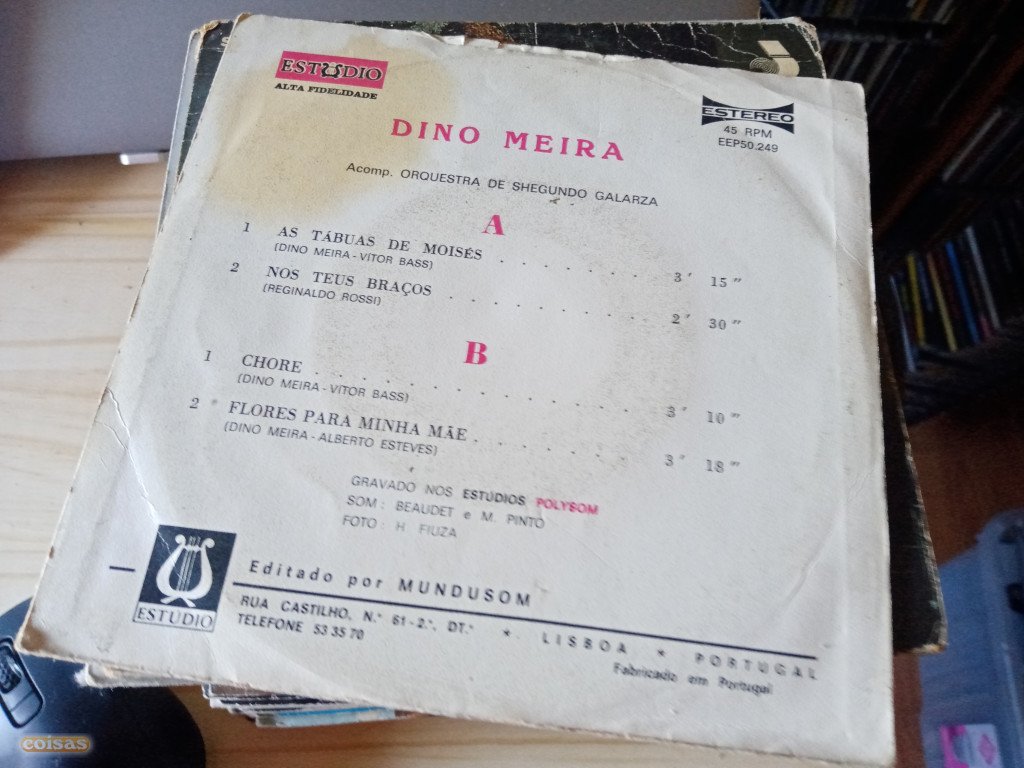 ESTÚDIO
ALTA FIDELIDADE
ESTEREO
45 RPM
EEP50.249
DINO MEIRA
Acomp. ORQUESTRA DE SHEGUNDO GALARZA
A
1 AS TÁBUAS DE MOISÉS . . . . . . . 3' 15"
(DINO MEIRA - VITOR BASS)
2 NOS TEUS BRAÇOS . . . . . . . . 2' 30"
(REGINALDO ROSSI)
B
1 CHORE . . . . . . . . . . . . 3' 10"
(DINO MEIRA - VITOR BASS)
2 FLORES PARA MINHA MÃE . . . . . . . 3' 18"
(DINO MEIRA - ALBERTO ESTEVES)
GRAVADO NOS ESTÚDIOS POLYSOM
SOM : BEAUDET e M. PINTO
FOTO : H FIUZA
ESTUDIO
Editado por MUNDUSOM
RUA CASTILHO, N.º 61 - 2.º, DT.º * LISBOA * PORTUGAL
TELEFONE 53 35 70
Fabricado em Portugal
coisas